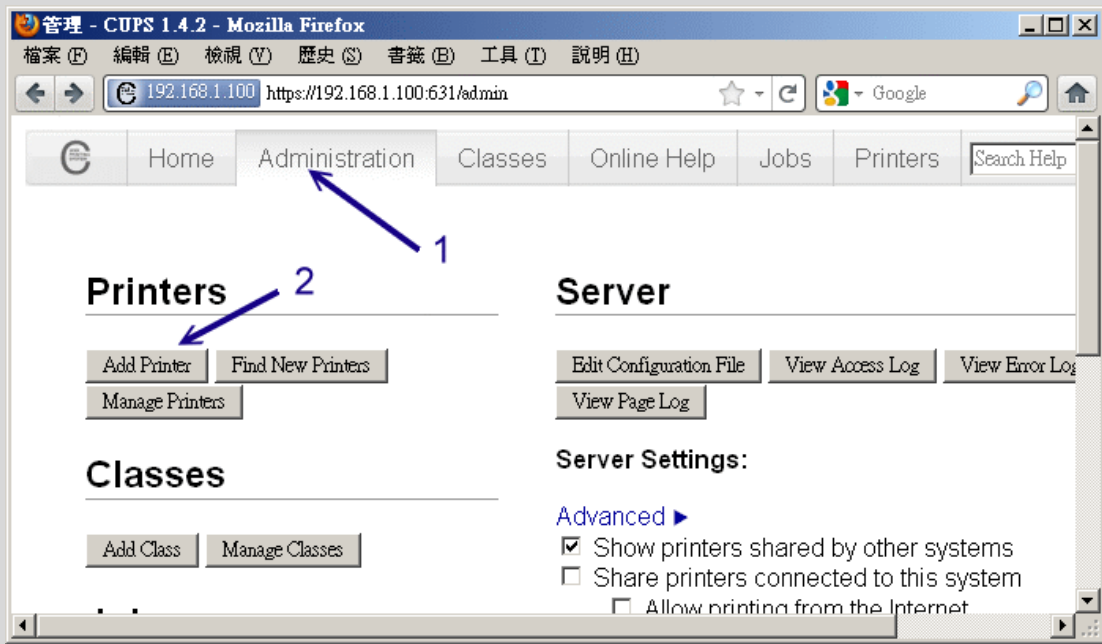 管理 - CUPS 1.4.2 - Mozilla Firefox
檔案 (F) 編輯 (E) 檢視 (V) 歷史 (S) 書籤 (B) 工具 (T) 說明 (H)
192.168.1.100 https://192.168.1.100:631/admin Google
Home Administration Classes Online Help Jobs Printers Search Help
1
2
Printers
Add Printer Find New Printers
Manage Printers
Classes
Add Class Manage Classes
Server
Edit Configuration File View Access Log View Error Log
View Page Log
Server Settings:
Advanced ▶
Show printers shared by other systems
Share printers connected to this system
Allow printing from the Internet